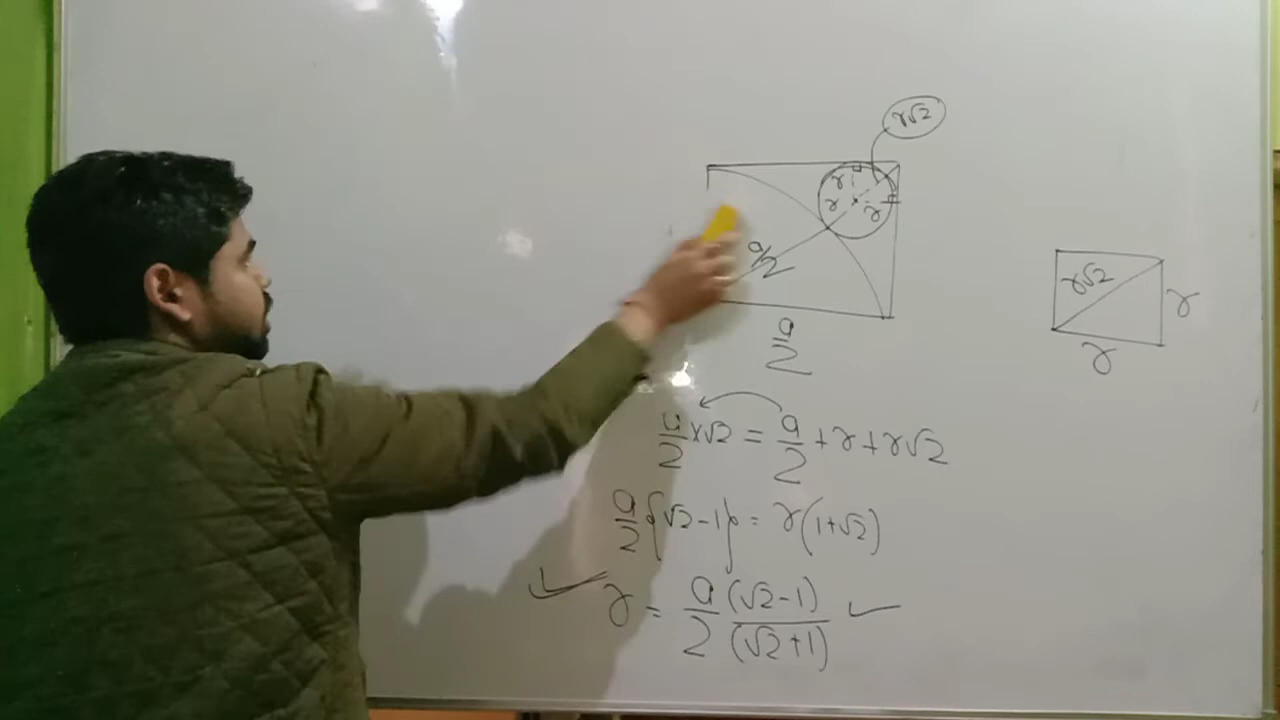 r√2
r
r r
a/2
a/2
r√2 r
r
a/2 × √2 = a/2 + r + r√2
a/2 {√2 - 1} = r(1+√2)
r = a/2 (√2-1)/(√2+1)